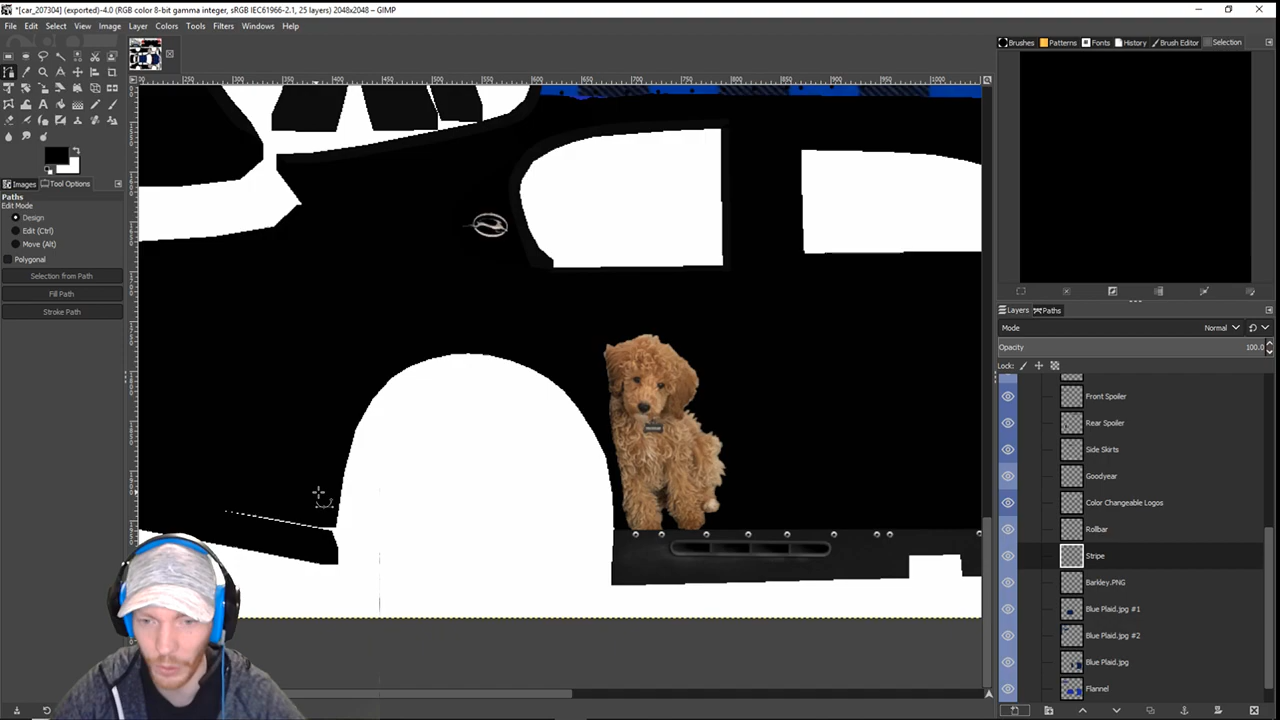 *[car_207304] (exported)-4.0 (RGB color 8-bit gamma integer, sRGB IEC61966-2.1, 25 layers) 2048x2048 – GIMP
File Edit Select View Image Layer Colors Tools Filters Windows Help
Brushes Patterns Fonts History Brush Editor Selection
Images Tool Options
Paths
Edit Mode
Design
Edit (Ctrl)
Move (Alt)
Polygonal
Selection from Path
Fill Path
Stroke Path
Layers Paths
Mode Normal
Opacity 100.0
Lock:
Front Spoiler
Rear Spoiler
Side Skirts
Goodyear
Color Changeable Logos
Rollbar
Stripe
Barkley.PNG
Blue Plaid.jpg #1
Blue Plaid.jpg #2
Blue Plaid.jpg
Flannel